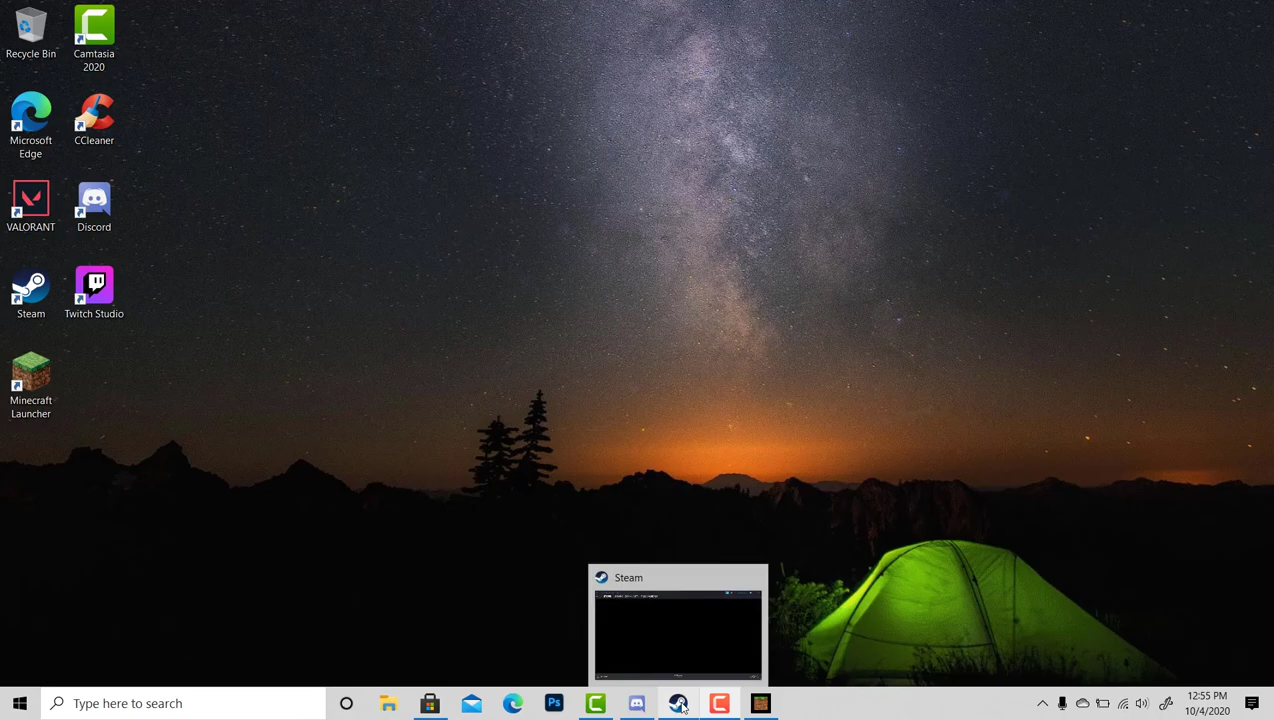 Recycle Bin
Camtasia
2020
Microsoft
Edge
CCleaner
VALORANT
Discord
Steam
Twitch Studio
Minecraft
Launcher
Steam
Type here to search
Ps
12:55 PM
10/4/2020